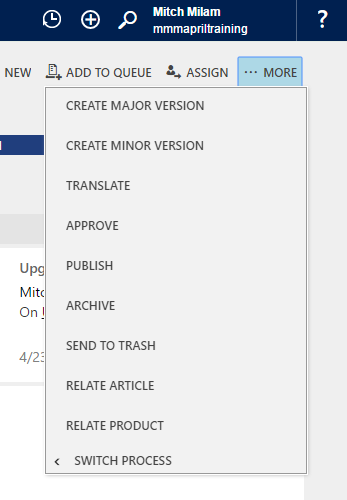 Mitch Milam
mmmapriltraining
?
NEW
ADD TO QUEUE
ASSIGN
··· MORE
CREATE MAJOR VERSION
CREATE MINOR VERSION
TRANSLATE
APPROVE
PUBLISH
ARCHIVE
SEND TO TRASH
RELATE ARTICLE
RELATE PRODUCT
SWITCH PROCESS
Upg
Mitc
On
4/23